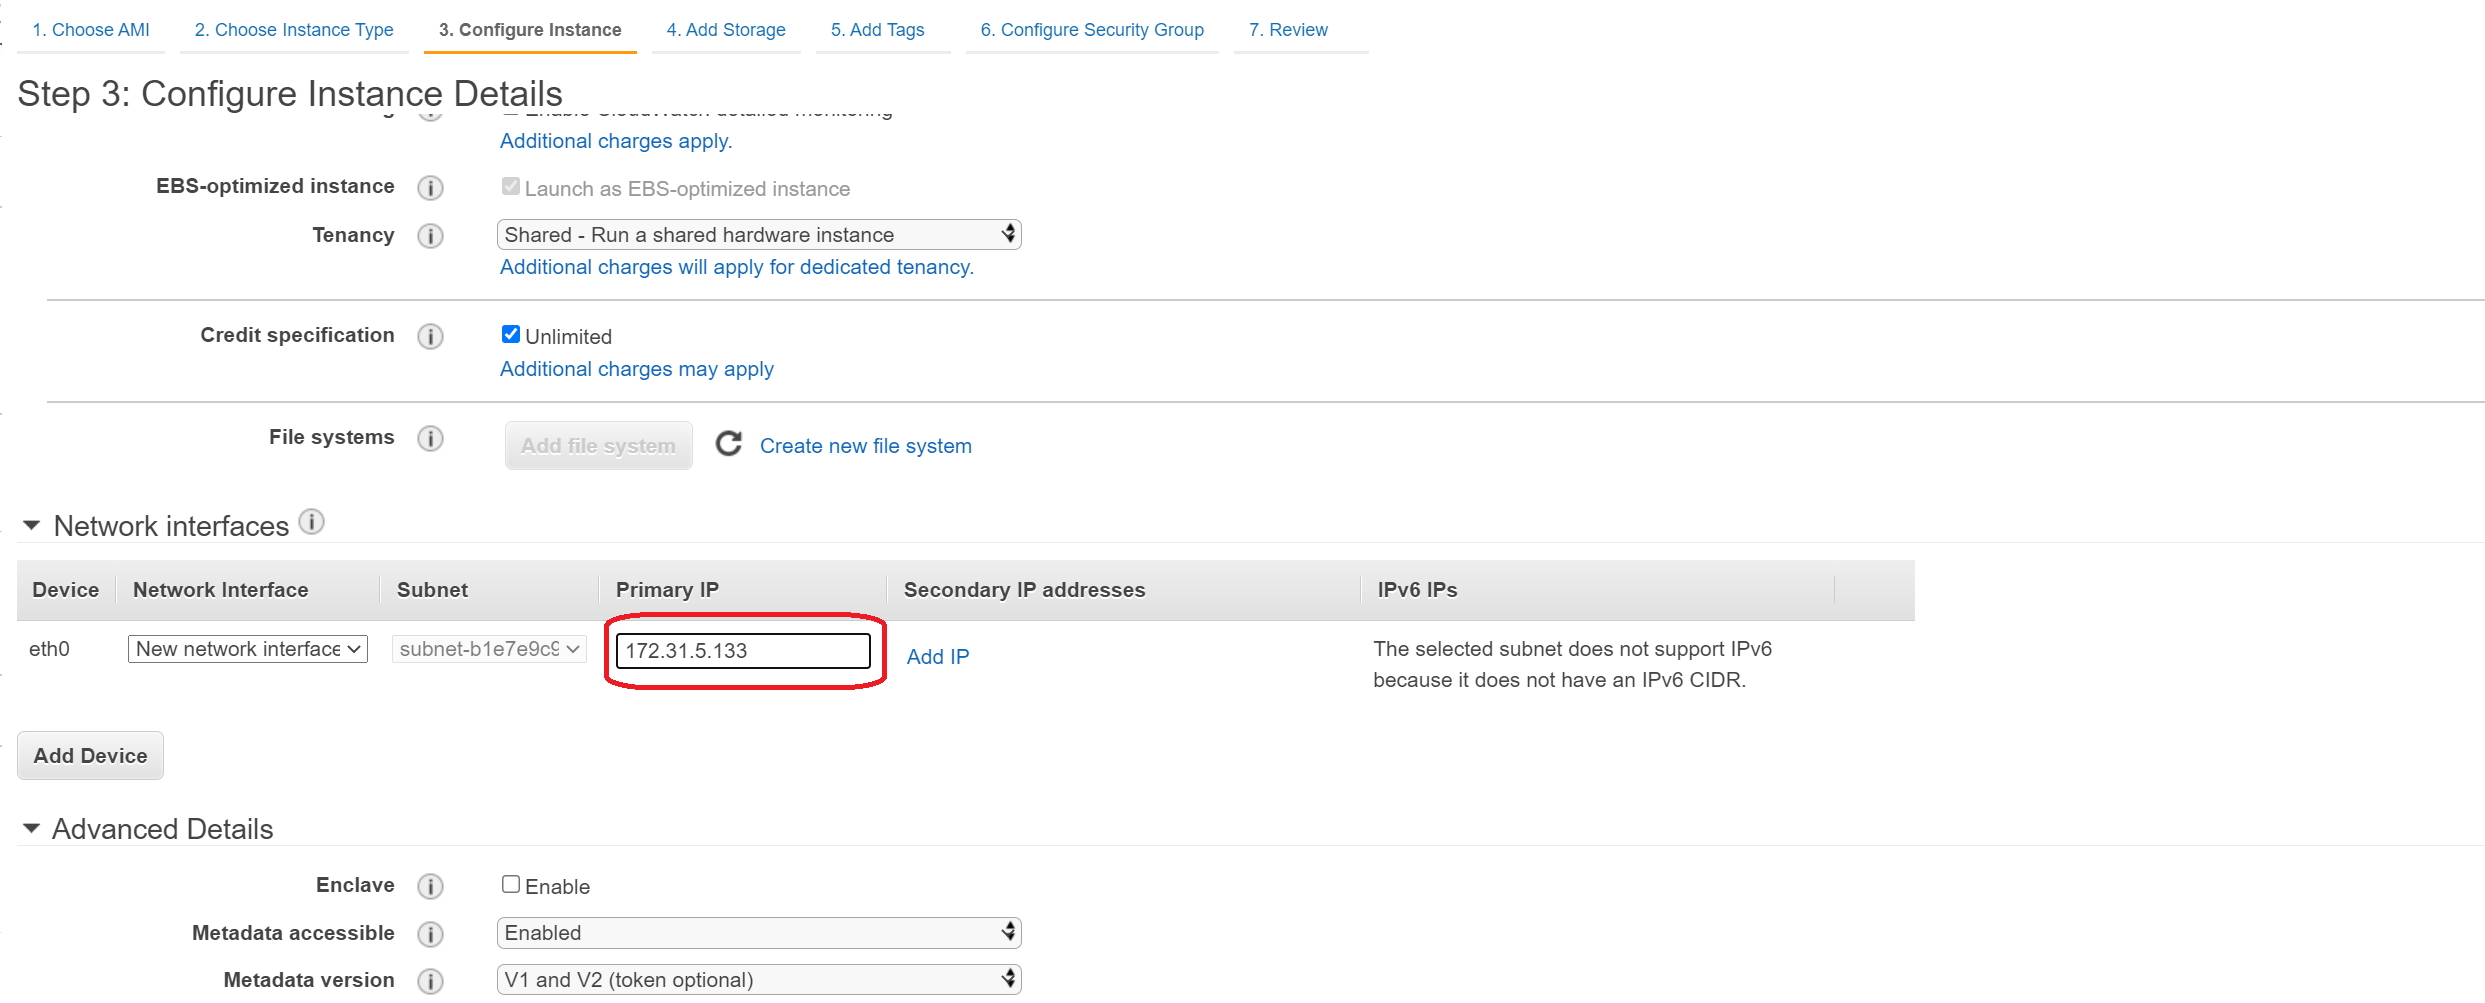 1. Choose AMI 2. Choose Instance Type 3. Configure Instance 4. Add Storage 5. Add Tags 6. Configure Security Group 7. Review
Step 3: Configure Instance Details
Enable CloudWatch detailed monitoring
Additional charges apply.
EBS-optimized instance Launch as EBS-optimized instance
Tenancy Shared - Run a shared hardware instance
Additional charges will apply for dedicated tenancy.
Credit specification Unlimited
Additional charges may apply
File systems Add file system Create new file system
Network interfaces
Device Network Interface Subnet Primary IP Secondary IP addresses IPv6 IPs
eth0 New network interface subnet-b1e7e9c9 172.31.5.133 Add IP The selected subnet does not support IPv6
because it does not have an IPv6 CIDR.
Add Device
Advanced Details
Enclave Enable
Metadata accessible Enabled
Metadata version V1 and V2 (token optional)